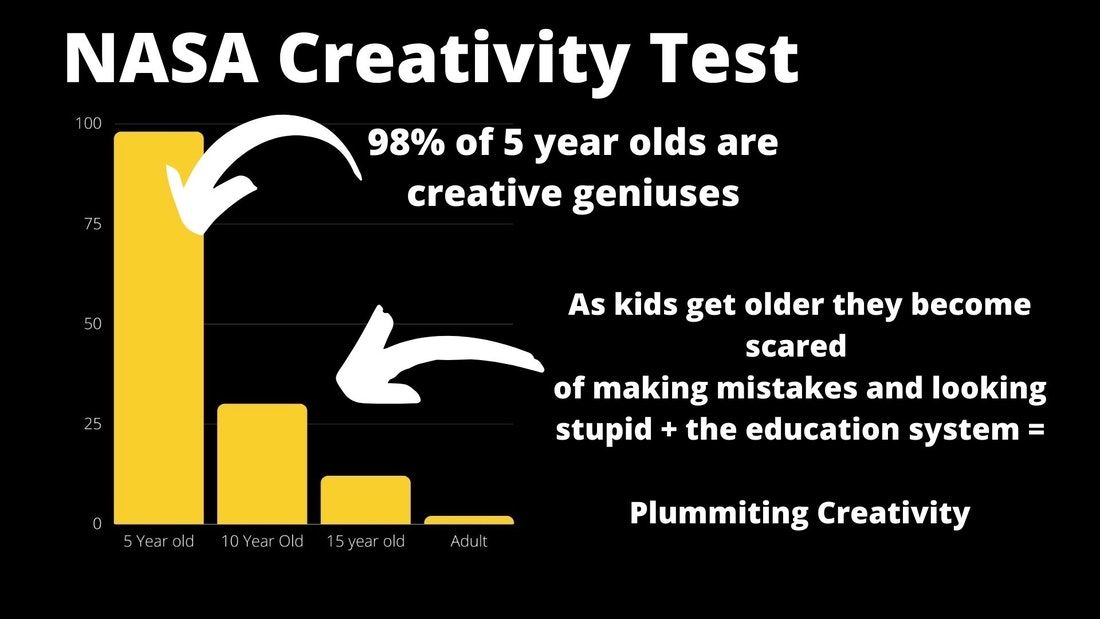 NASA Creativity Test
98% of 5 year olds are
creative geniuses
100
75
50
25
0
5 Year old
10 Year Old
15 year old
Adult
As kids get older they become
scared
of making mistakes and looking
stupid + the education system =
Plummiting Creativity